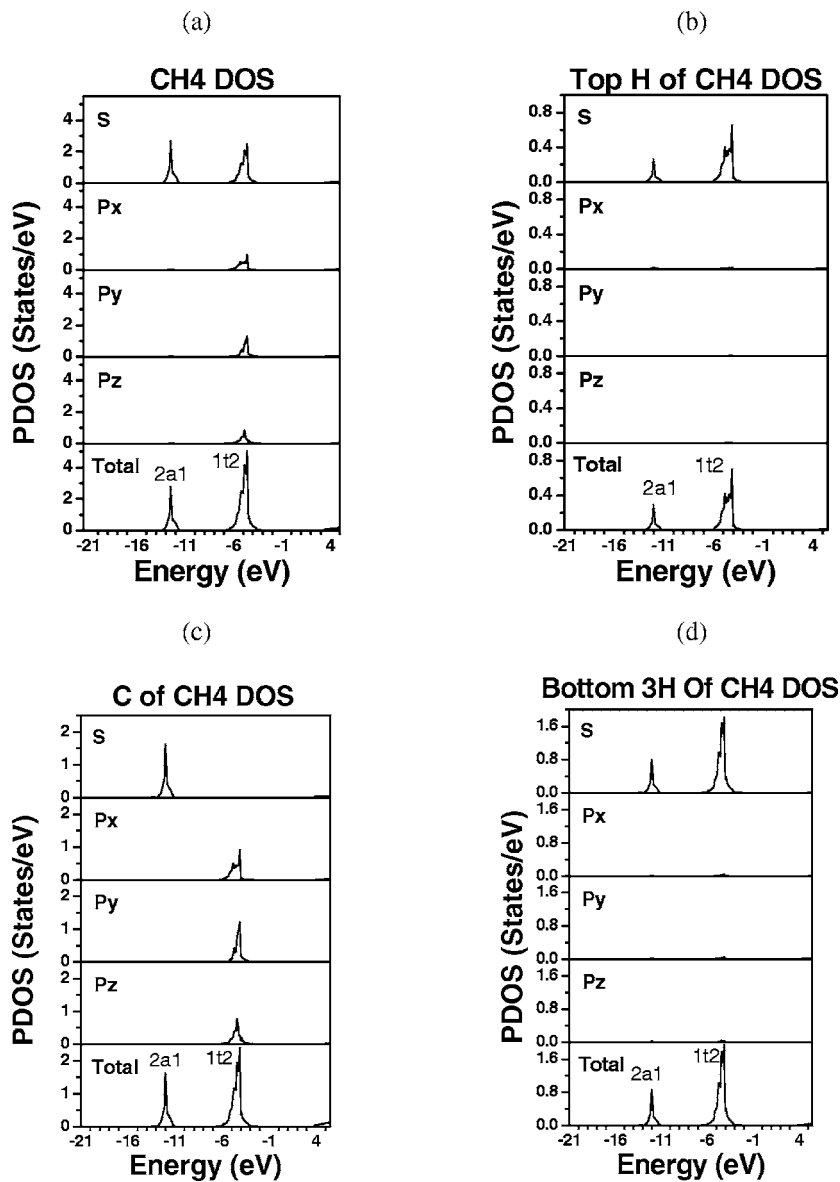 (a)
CH4 DOS
PDOS (States/eV)
S
4
2
0
Px
4
2
0
Py
4
2
0
Pz
4
2
0
Total
2a1
1t2
4
2
0
-21 -16 -11 -6 -1 4
Energy (eV)
(b)
Top H of CH4 DOS
PDOS (States/eV)
S
0.8
0.4
0.0
Px
0.8
0.4
0.0
Py
0.8
0.4
0.0
Pz
0.8
0.4
0.0
Total
2a1
1t2
0.8
0.4
0.0
-21 -16 -11 -6 -1 4
Energy (eV)
(c)
C of CH4 DOS
PDOS (States/eV)
S
2
1
0
Px
2
1
0
Py
2
1
0
Pz
2
1
0
Total
2a1
1t2
2
1
0
-21 -16 -11 -6 -1 4
Energy (eV)
(d)
Bottom 3H Of CH4 DOS
PDOS (States/eV)
S
1.6
0.8
0.0
Px
1.6
0.8
0.0
Py
1.6
0.8
0.0
Pz
1.6
0.8
0.0
Total
2a1
1t2
1.6
0.8
0.0
-21 -16 -11 -6 -1 4
Energy (eV)